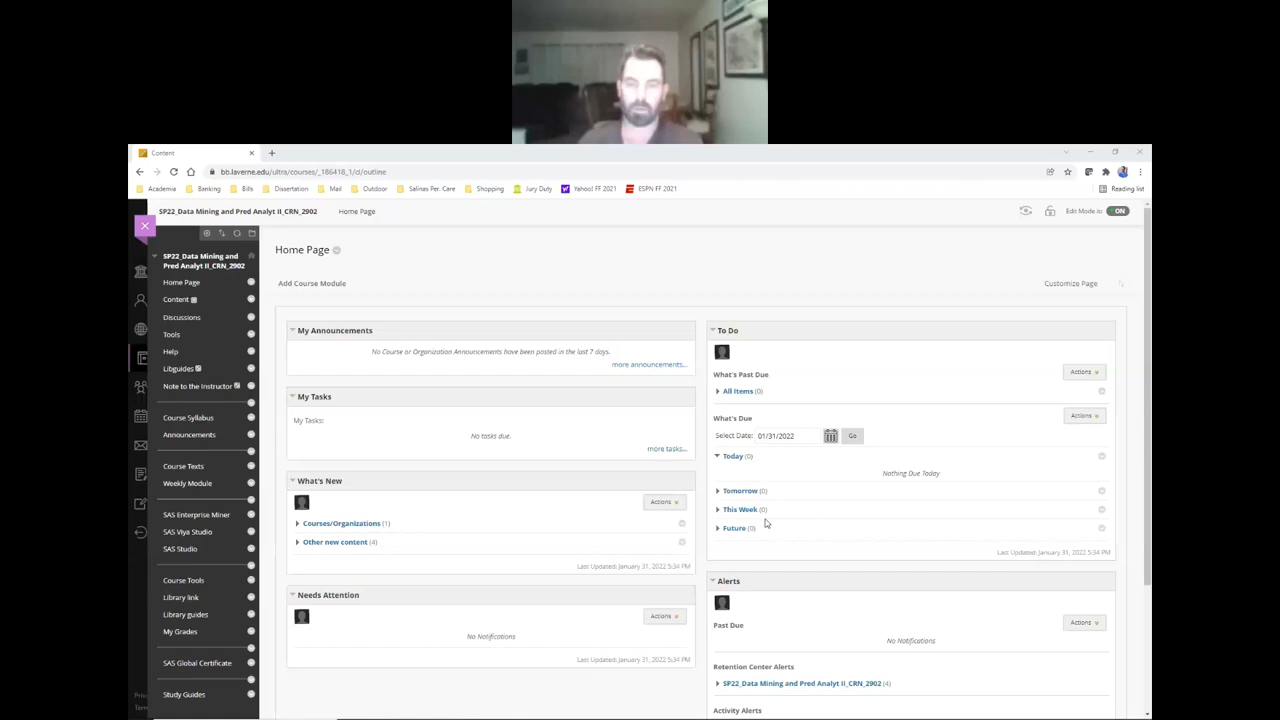 Content
bb.laverne.edu/ultra/courses/_186418_1/cl/outline
Academia Banking Bills Dissertation Mail Outdoor Salinas Per. Care Shopping Jury Duty Yahoo! FF 2021 ESPN FF 2021 Reading list
SP22_Data Mining and Pred Analyt II_CRN_2902 Home Page Edit Mode is: ON
SP22_Data Mining and
Pred Analyt II_CRN_2902
Home Page
Content
Discussions
Tools
Help
Libguides
Note to the Instructor
Course Syllabus
Announcements
Course Texts
Weekly Module
SAS Enterprise Miner
SAS Viya Studio
SAS Studio
Course Tools
Library link
Library guides
My Grades
SAS Global Certificate
Study Guides
Home Page
Add Course Module Customize Page
My Announcements
No Course or Organization Announcements have been posted in the last 7 days.
more announcements...
My Tasks
My Tasks:
No tasks due.
more tasks...
What's New
Actions
Courses/Organizations (1)
Other new content (4)
Last Updated: January 31, 2022 5:34 PM
Needs Attention
Actions
No Notifications
Last Updated: January 31, 2022 5:34 PM
To Do
What's Past Due
Actions
All Items (0)
What's Due
Actions
Select Date: 01/31/2022 Go
Today (0)
Nothing Due Today
Tomorrow (0)
This Week (0)
Future (0)
Last Updated: January 31, 2022 5:34 PM
Alerts
Past Due
Actions
No Notifications
Retention Center Alerts
SP22_Data Mining and Pred Analyt II_CRN_2902 (4)
Activity Alerts